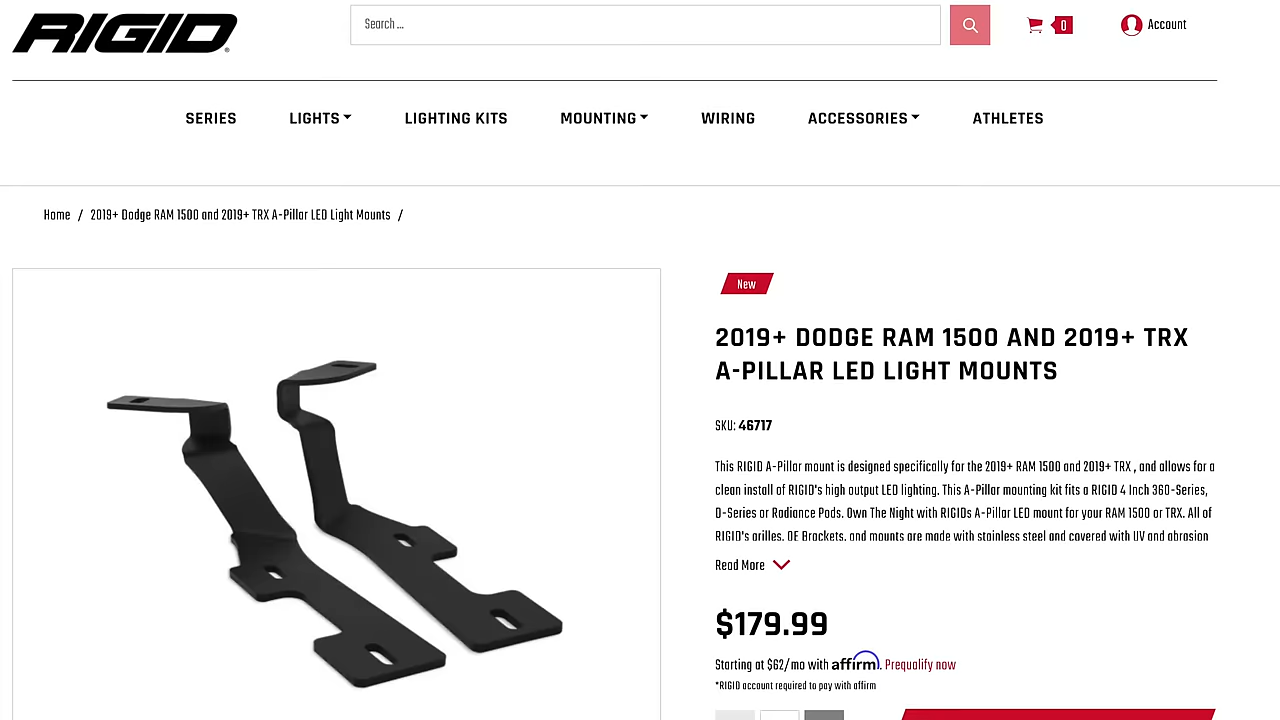 RIGID
Search ...
0
Account
SERIES
LIGHTS
LIGHTING KITS
MOUNTING
WIRING
ACCESSORIES
ATHLETES
Home / 2019+ Dodge RAM 1500 and 2019+ TRX A-Pillar LED Light Mounts /
New
2019+ DODGE RAM 1500 AND 2019+ TRX
A-PILLAR LED LIGHT MOUNTS
SKU: 46717
This RIGID A-Pillar mount is designed specifically for the 2019+ RAM 1500 and 2019+ TRX , and allows for a
clean install of RIGID's high output LED lighting. This A-Pillar mounting kit fits a RIGID 4 Inch 360-Series,
D-Series or Radiance Pods. Own The Night with RIGIDs A-Pillar LED mount for your RAM 1500 or TRX. All of
RIGID's grilles, OE Brackets, and mounts are made with stainless steel and covered with UV and abrasion
Read More
$179.99
Starting at $62/mo with affirm. Prequalify now
*RIGID account required to pay with affirm